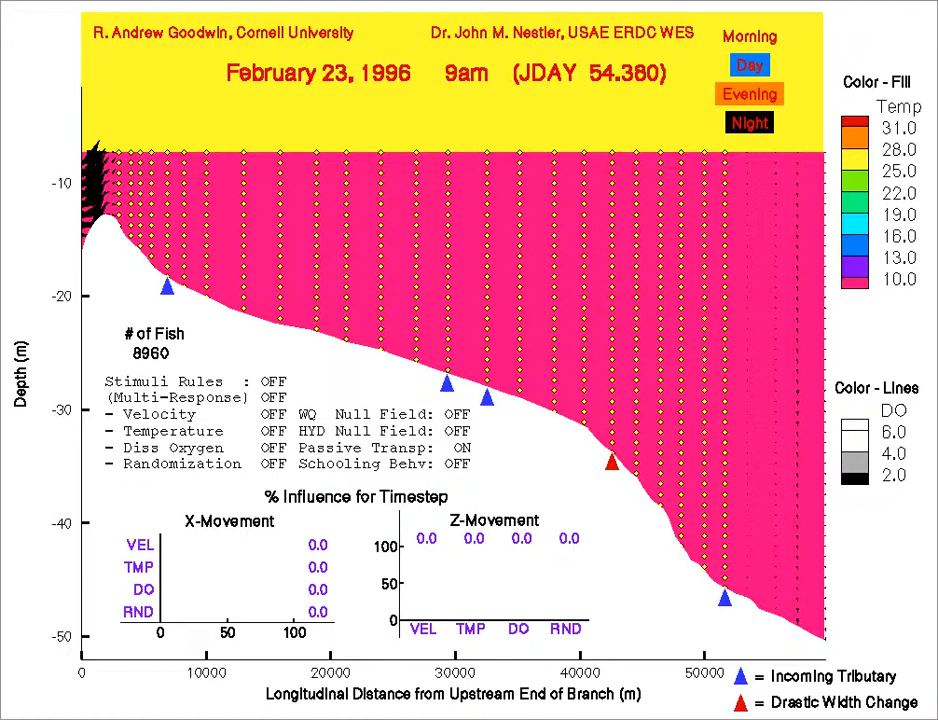 R. Andrew Goodwin, Cornell University
Dr. John M. Nestler, USAE ERDC WES
Morning
February 23, 1996 9am (JDAY 54.380)
Day
Evening
Night
Color - Fill
Temp
31.0
28.0
25.0
22.0
19.0
16.0
13.0
10.0
-10
-20
-30
-40
-50
Depth (m)
# of Fish
8960
Stimuli Rules : OFF
(Multi-Response) OFF
- Velocity OFF WQ Null Field: OFF
- Temperature OFF HYD Null Field: OFF
- Diss Oxygen OFF Passive Transp: ON
- Randomization OFF Schooling Behv: OFF
Color - Lines
DO
6.0
4.0
2.0
% Influence for Timestep
X-Movement
VEL 0.0
TMP 0.0
DO 0.0
RND 0.0
0 50 100
Z-Movement
0.0 0.0 0.0 0.0
100
50
0
VEL TMP DO RND
0 10000 20000 30000 40000 50000
Longitudinal Distance from Upstream End of Branch (m)
= Incoming Tributary
= Drastic Width Change